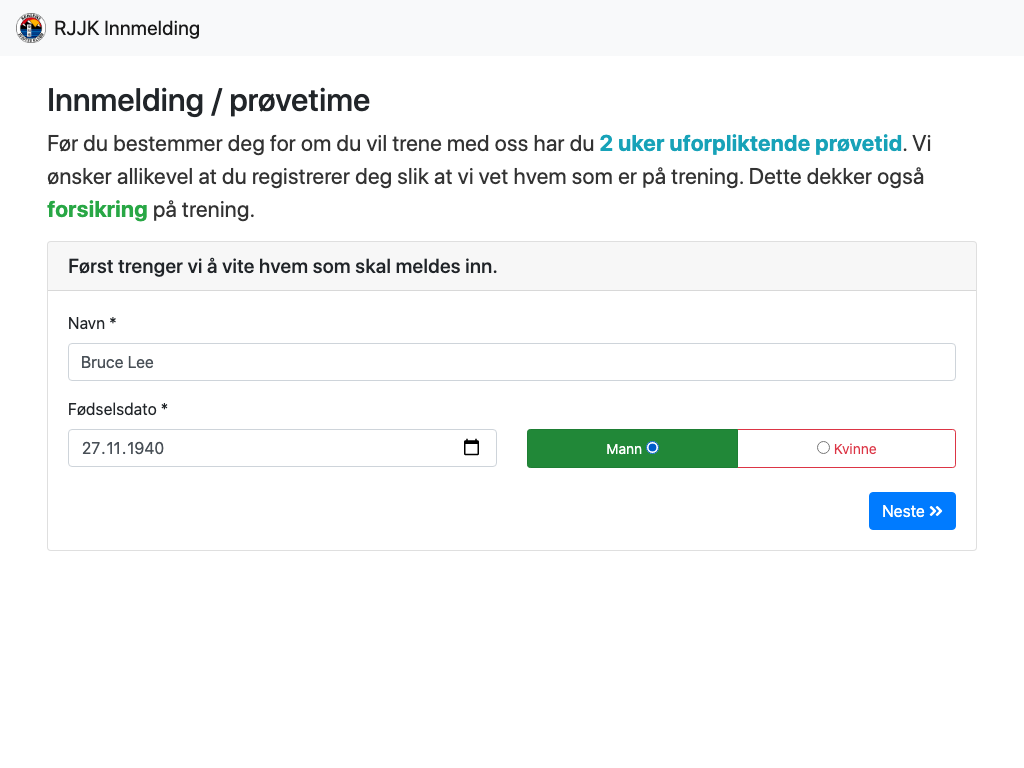 RJJK Innmelding
Innmelding / prøvetime
Før du bestemmer deg for om du vil trene med oss har du 2 uker uforpliktende prøvetid. Vi
ønsker allikevel at du registrerer deg slik at vi vet hvem som er på trening. Dette dekker også
forsikring på trening.
Først trenger vi å vite hvem som skal meldes inn.
Navn *
Bruce Lee
Fødselsdato *
27.11.1940
Mann
Kvinne
Neste »